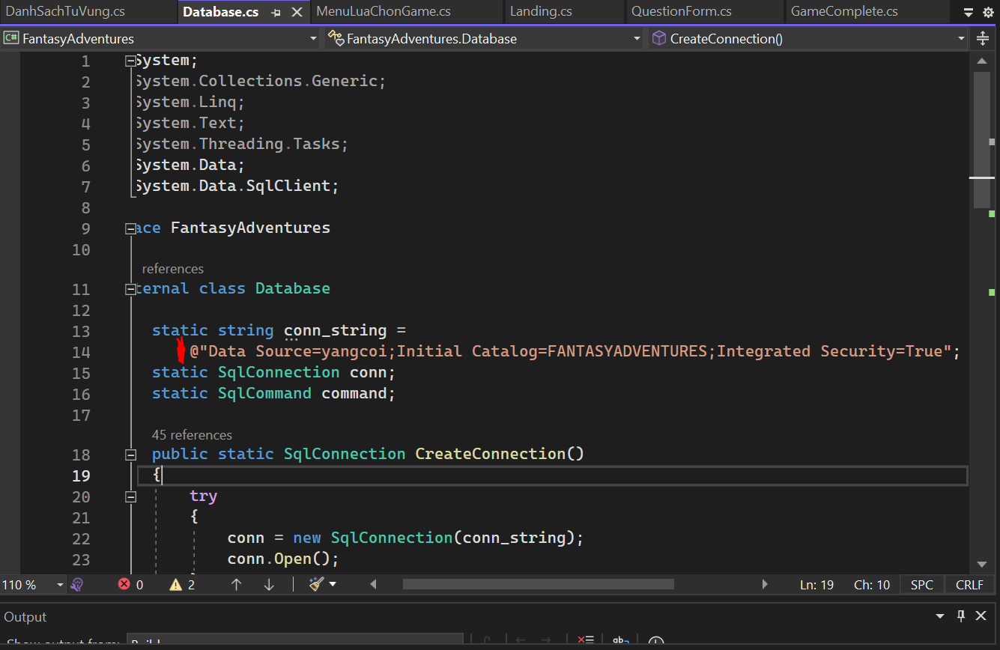 DanhSachTuVung.cs Database.cs MenuLuaChonGame.cs Landing.cs QuestionForm.cs GameComplete.cs
C# FantasyAdventures FantasyAdventures.Database CreateConnection()
1 System;
2 System.Collections.Generic;
3 System.Linq;
4 System.Text;
5 System.Threading.Tasks;
6 System.Data;
7 System.Data.SqlClient;
8
9 ace FantasyAdventures
10
references
11 ternal class Database
12
13 static string conn_string =
14 @"Data Source=yangcoi;Initial Catalog=FANTASYADVENTURES;Integrated Security=True";
15 static SqlConnection conn;
16 static SqlCommand command;
17
45 references
18 public static SqlConnection CreateConnection()
19 {
20 try
21 {
22 conn = new SqlConnection(conn_string);
23 conn.Open();
110 % 0 2 Ln: 19 Ch: 10 SPC CRLF
Output
Show output from: Build